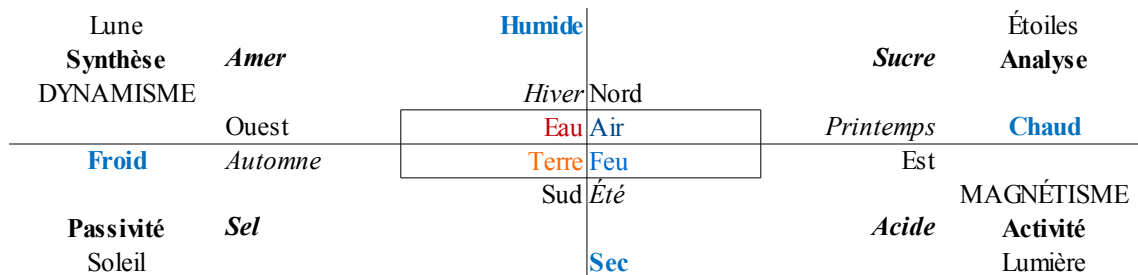 Lune Humide Étoiles
Synthèse Amer Sucre Analyse
DYNAMISME Hiver Nord
Ouest Eau Air Printemps Chaud
Froid Automne Terre Feu Est
Sud Été MAGNÉTISME
Passivité Sel Acide Activité
Soleil Sec Lumière